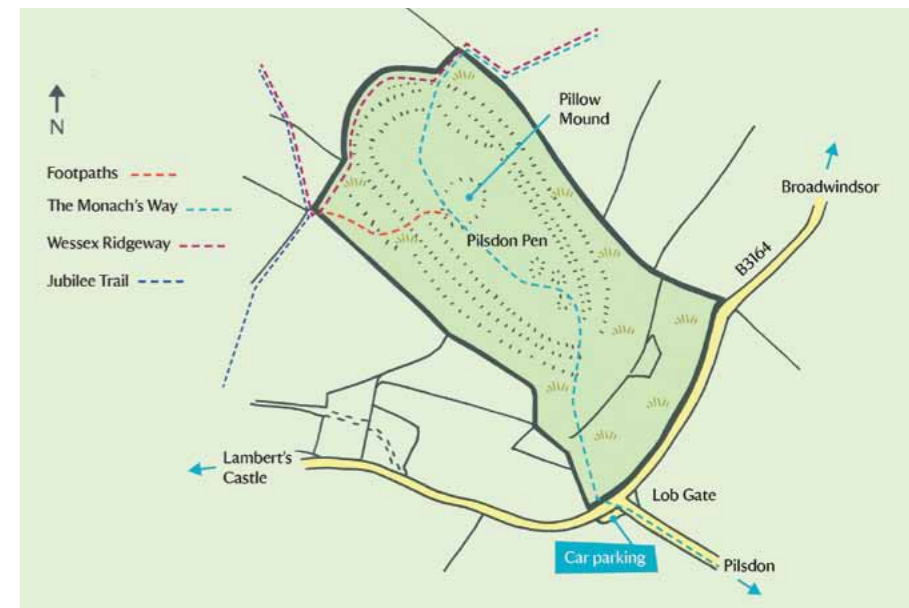 N
Footpaths
The Monach's Way
Wessex Ridgeway
Jubilee Trail
Pillow
Mound
Broadwindsor
B3164
Pilsdon Pen
Lambert's
Castle
Lob Gate
Car parking
Pilsdon